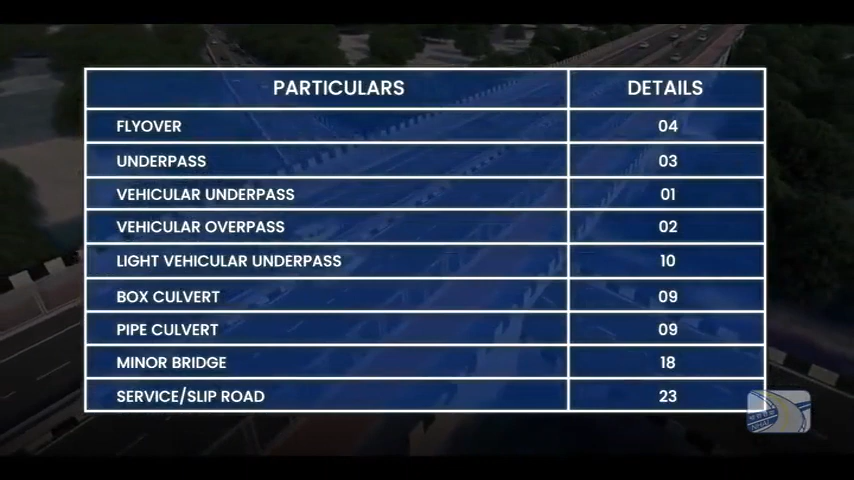 PARTICULARS DETAILS
FLYOVER 04
UNDERPASS 03
VEHICULAR UNDERPASS 01
VEHICULAR OVERPASS 02
LIGHT VEHICULAR UNDERPASS 10
BOX CULVERT 09
PIPE CULVERT 09
MINOR BRIDGE 18
SERVICE/SLIP ROAD 23
NHAI